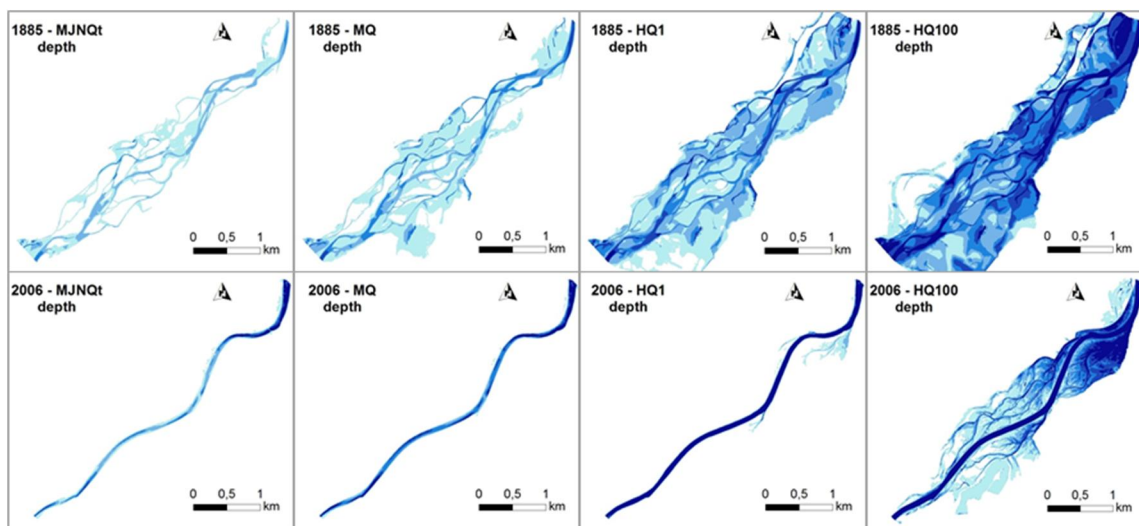 1885 - MJNQt
depth
0 0,5 1
km
1885 - MQ
depth
0 0,5 1
km
1885 - HQ1
depth
0 0,5 1
km
1885 - HQ100
depth
0 0,5 1
km
2006 - MJNQt
depth
0 0,5 1
km
2006 - MQ
depth
0 0,5 1
km
2006 - HQ1
depth
0 0,5 1
km
2006 - HQ100
depth
0 0,5 1
km